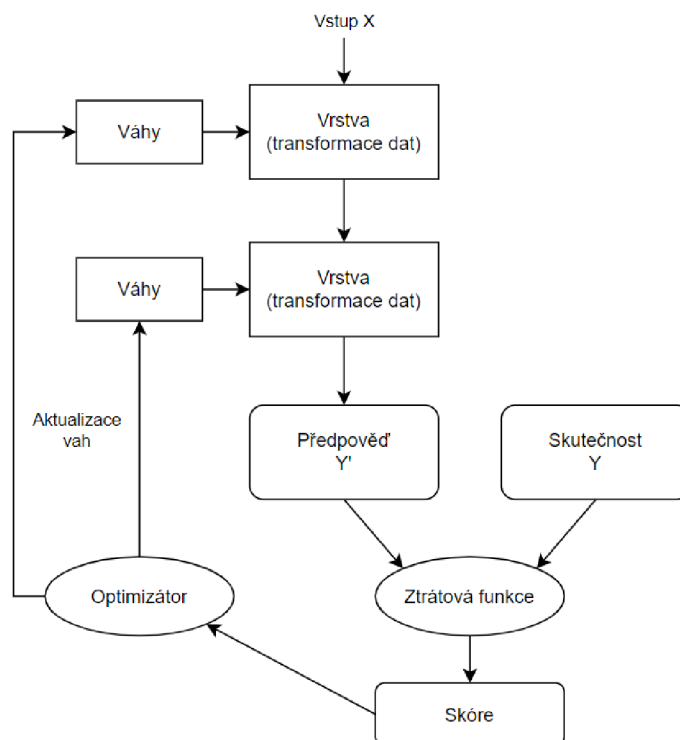 Vstup X
Váhy
Vrstva
(transformace dat)
Váhy
Vrstva
(transformace dat)
Aktualizace
vah
Předpověď
Y'
Skutečnost
Y
Optimizátor
Ztrátová funkce
Skóre